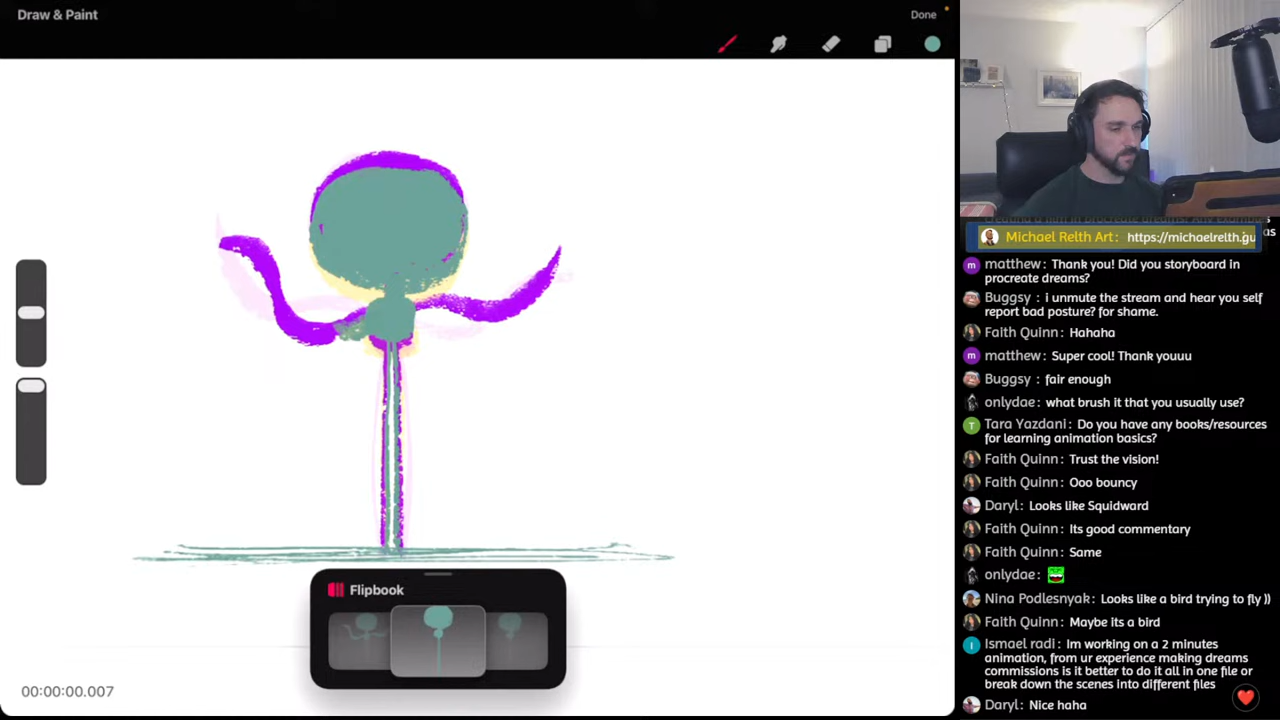 Draw & Paint
Done
Flipbook
00:00:00.007
Michael Relth Art: https://michaelrelth.gu
matthew: Thank you! Did you storyboard in
procreate dreams?
Buggsy: i unmute the stream and hear you self
report bad posture? for shame.
Faith Quinn: Hahaha
matthew: Super cool! Thank youuu
Buggsy: fair enough
onlydae: what brush it that you usually use?
Tara Yazdani: Do you have any books/resources
for learning animation basics?
Faith Quinn: Trust the vision!
Faith Quinn: Ooo bouncy
Daryl: Looks like Squidward
Faith Quinn: Its good commentary
Faith Quinn: Same
onlydae:
Nina Podlesnyak: Looks like a bird trying to fly ))
Faith Quinn: Maybe its a bird
Ismael radi: Im working on a 2 minutes
animation, from ur experience making dreams
commissions is it better to do it all in one file or
break down the scenes into different files
Daryl: Nice haha